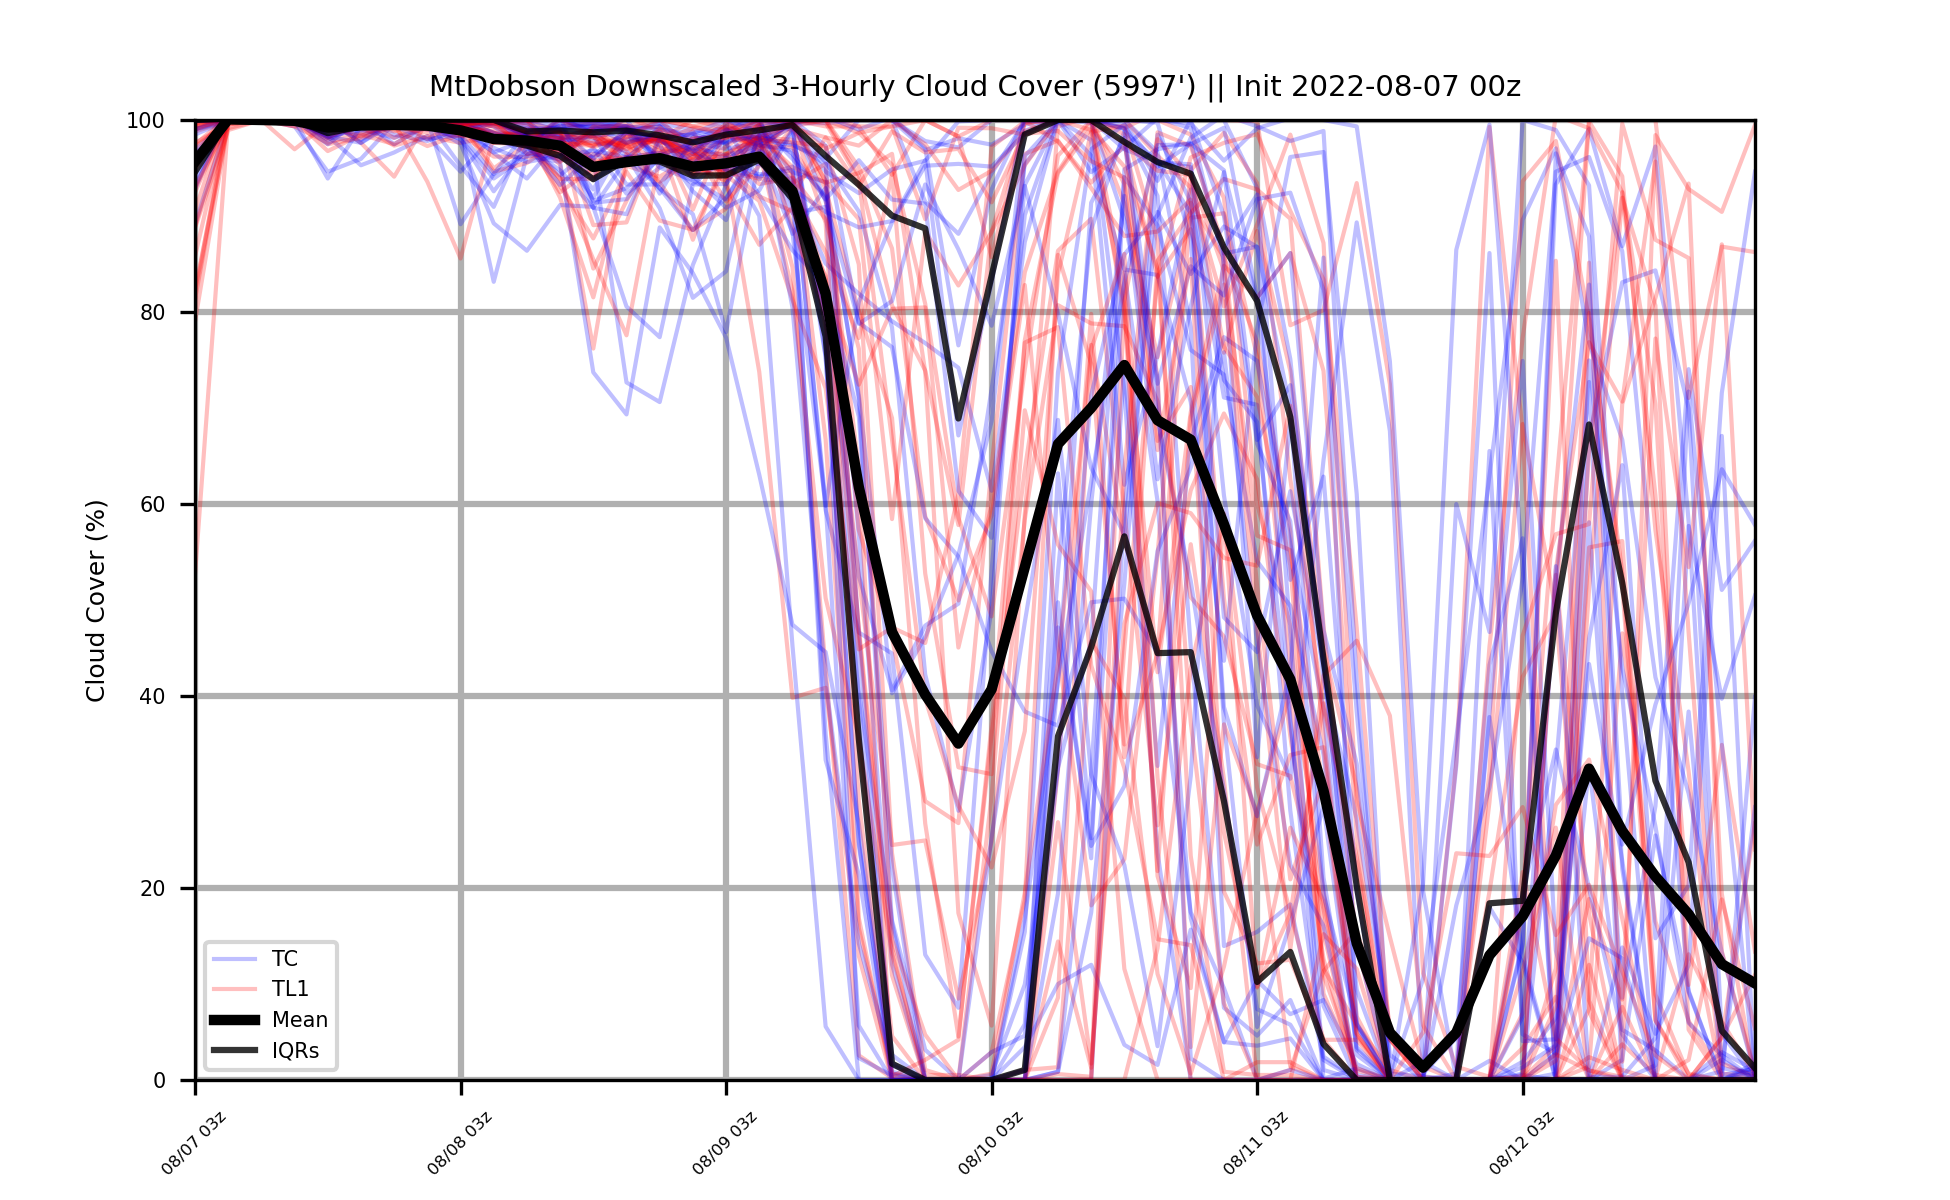 MtDobson Downscaled 3-Hourly Cloud Cover (5997') || Init 2022-08-07 00z
Cloud Cover (%)
100
80
60
40
20
0
TC
TL1
Mean
IQRs
08/07 03z
08/08 03z
08/09 03z
08/10 03z
08/11 03z
08/12 03z